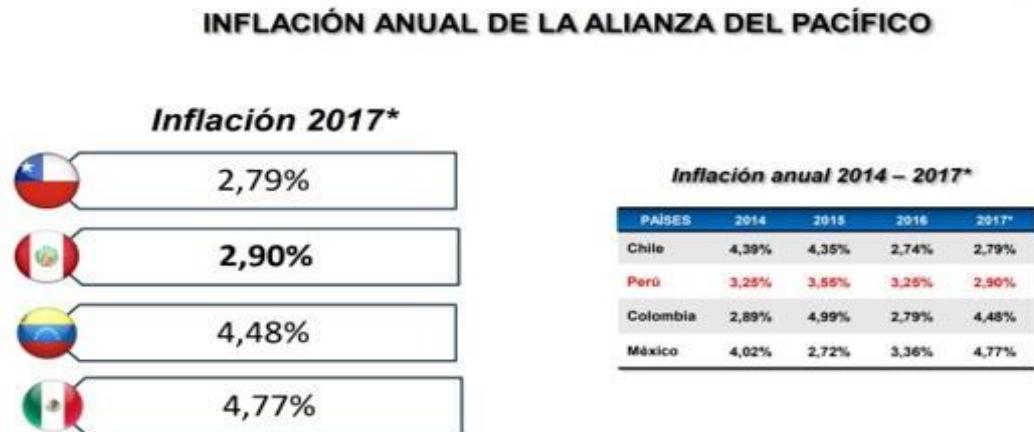 INFLACIÓN ANUAL DE LA ALIANZA DEL PACÍFICO
Inflación 2017*
2,79%
2,90%
4,48%
4,77%
Inflación anual 2014 – 2017*
PAÍSES 2014 2015 2016 2017*
Chile 4,39% 4,35% 2,74% 2,79%
Perú 3,25% 3,55% 3,25% 2,90%
Colombia 2,89% 4,99% 2,79% 4,48%
México 4,02% 2,72% 3,36% 4,77%